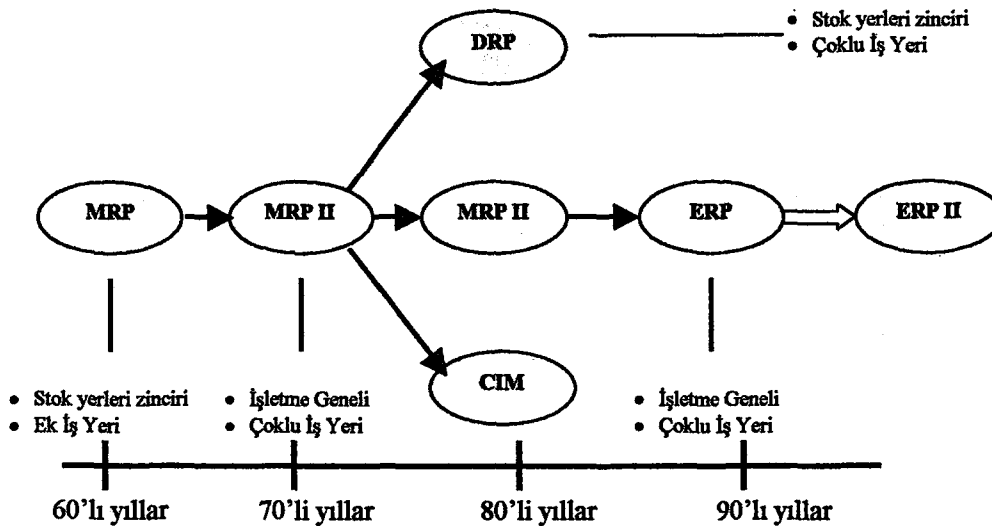 DRP
• Stok yerleri zinciri
• Çoklu İş Yeri
MRP
MRP II
MRP II
ERP
ERP II
CIM
• Stok yerleri zinciri
• Ek İş Yeri
• İşletme Geneli
• Çoklu İş Yeri
• İşletme Geneli
• Çoklu İş Yeri
60'lı yıllar
70'li yıllar
80'li yıllar
90'lı yıllar